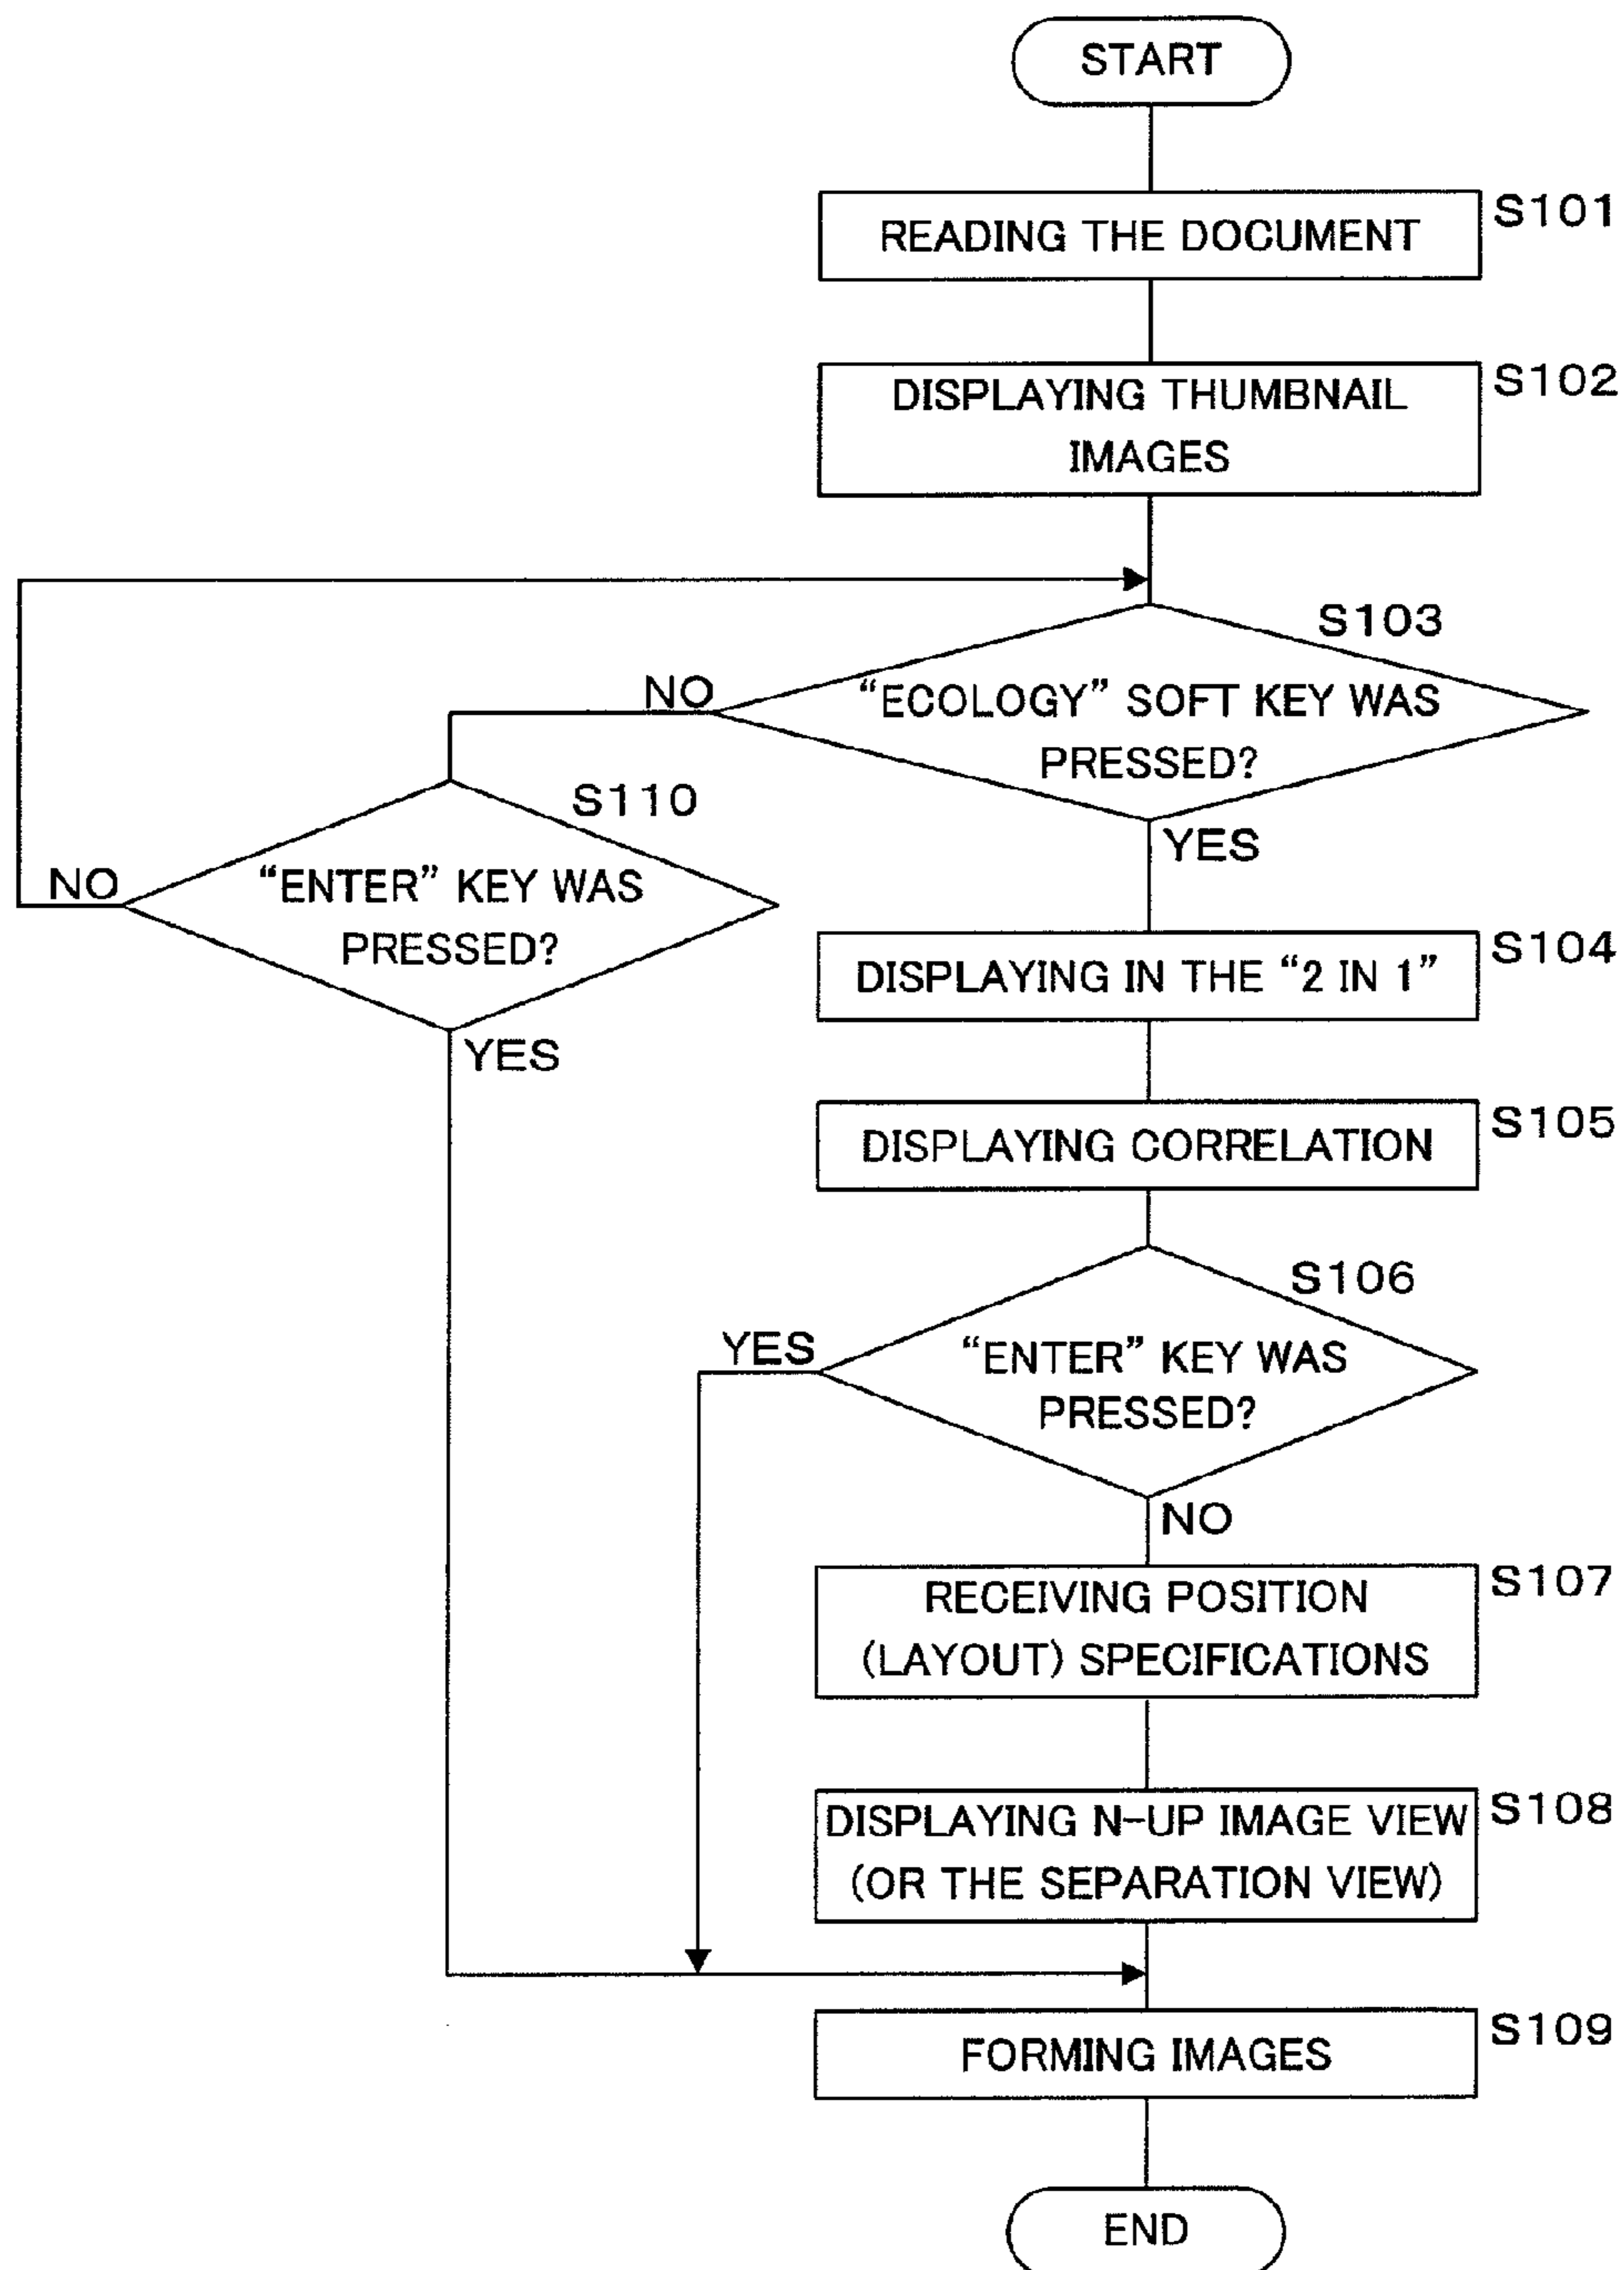 START
READING THE DOCUMENT
S101
DISPLAYING THUMBNAIL
IMAGES
S102
S103
"ECOLOGY" SOFT KEY WAS
PRESSED?
NO
YES
S110
"ENTER" KEY WAS
PRESSED?
NO
YES
DISPLAYING IN THE "2 IN 1"
S104
DISPLAYING CORRELATION
S105
S106
"ENTER" KEY WAS
PRESSED?
YES
NO
RECEIVING POSITION
(LAYOUT) SPECIFICATIONS
S107
DISPLAYING N-UP IMAGE VIEW
(OR THE SEPARATION VIEW)
S108
FORMING IMAGES
S109
END